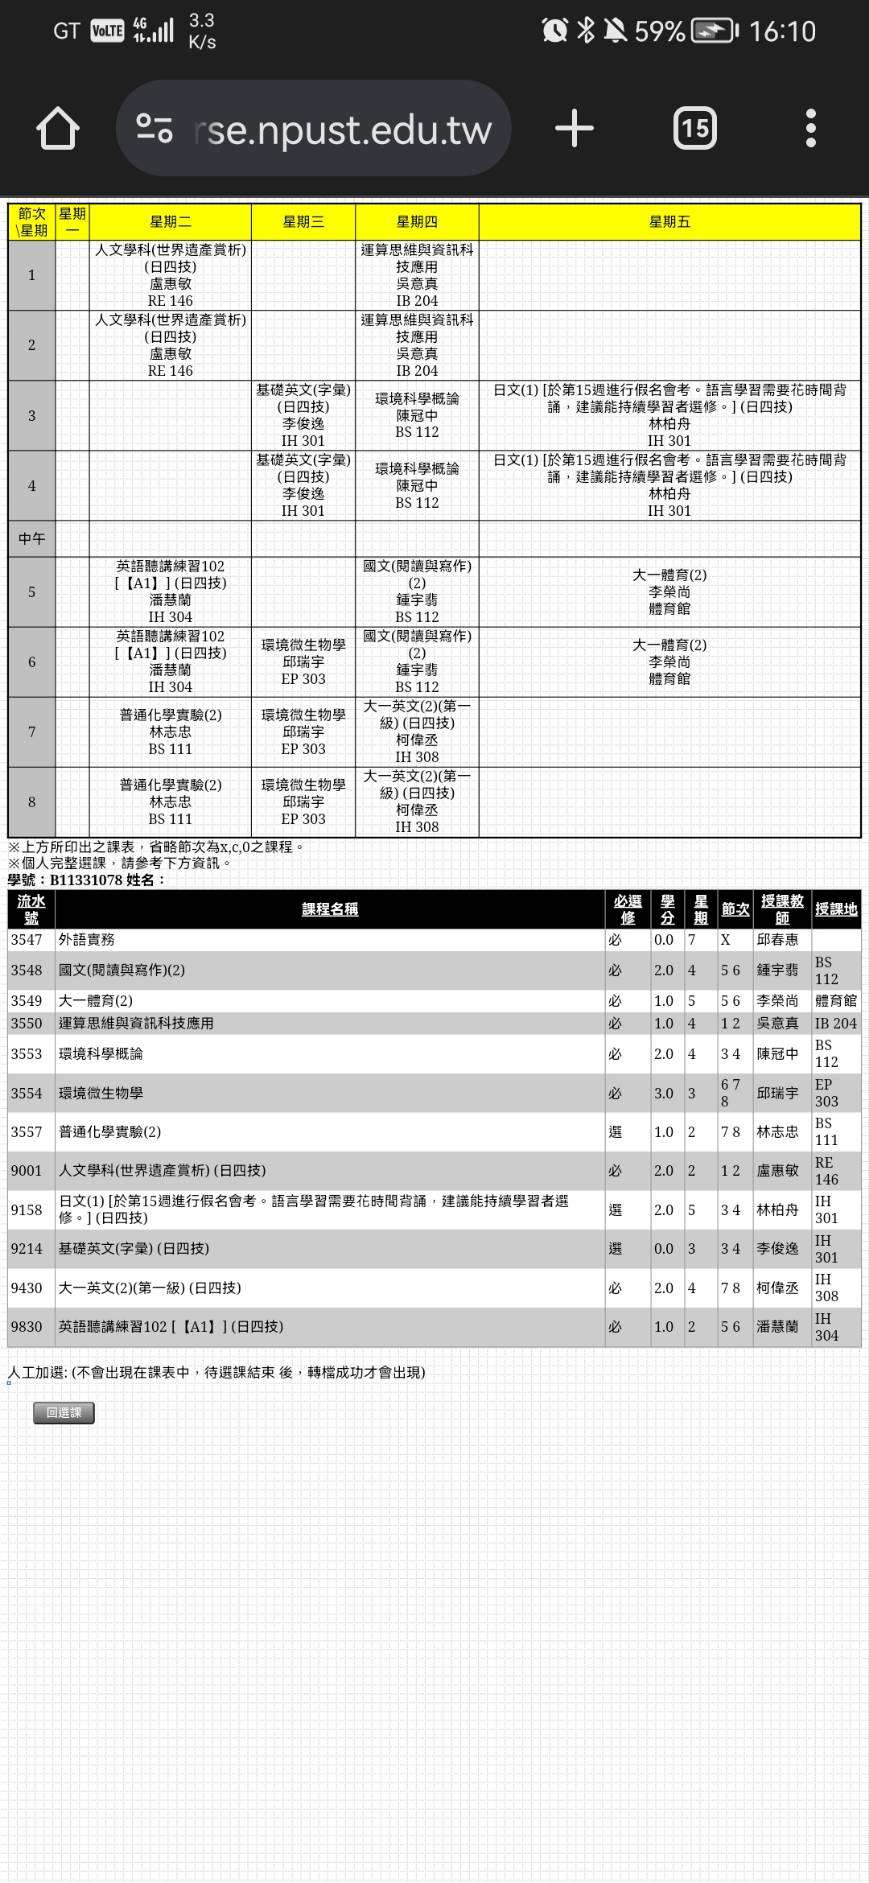 GT VoLTE 4G 3.3 K/s 59% 16:10
rse.npust.edu.tw 15
節次\星期 星期一 星期二 星期三 星期四 星期五
1
人文學科(世界遺產賞析)
(日四技)
盧惠敏
RE 146
運算思維與資訊科
技應用
吳意真
IB 204
2
人文學科(世界遺產賞析)
(日四技)
盧惠敏
RE 146
運算思維與資訊科
技應用
吳意真
IB 204
3
基礎英文(字彙)
(日四技)
李俊逸
IH 301
環境科學概論
陳冠中
BS 112
日文(1) [於第15週進行假名會考。語言學習需要花時間背
誦，建議能持續學習者選修。] (日四技)
林柏舟
IH 301
4
基礎英文(字彙)
(日四技)
李俊逸
IH 301
環境科學概論
陳冠中
BS 112
日文(1) [於第15週進行假名會考。語言學習需要花時間背
誦，建議能持續學習者選修。] (日四技)
林柏舟
IH 301
中午
5
英語聽講練習102
[【A1】] (日四技)
潘慧蘭
IH 304
國文(閱讀與寫作)
(2)
鍾宇翡
BS 112
大一體育(2)
李榮尚
體育館
6
英語聽講練習102
[【A1】] (日四技)
潘慧蘭
IH 304
環境微生物學
邱瑞宇
EP 303
國文(閱讀與寫作)
(2)
鍾宇翡
BS 112
大一體育(2)
李榮尚
體育館
7
普通化學實驗(2)
林志忠
BS 111
環境微生物學
邱瑞宇
EP 303
大一英文(2)(第一
級) (日四技)
柯偉丞
IH 308
8
普通化學實驗(2)
林志忠
BS 111
環境微生物學
邱瑞宇
EP 303
大一英文(2)(第一
級) (日四技)
柯偉丞
IH 308
※上方所印出之課表，省略節次為x,c,0之課程。
※個人完整選課，請參考下方資訊。
學號：B11331078 姓名：
流水號 課程名稱 必選修 學分 星期 節次 授課教師 授課地
3547 外語實務 必 0.0 7 X 邱春惠
3548 國文(閱讀與寫作)(2) 必 2.0 4 5 6 鍾宇翡 BS 112
3549 大一體育(2) 必 1.0 5 5 6 李榮尚 體育館
3550 運算思維與資訊科技應用 必 1.0 4 1 2 吳意真 IB 204
3553 環境科學概論 必 2.0 4 3 4 陳冠中 BS 112
3554 環境微生物學 必 3.0 3 6 7 8 邱瑞宇 EP 303
3557 普通化學實驗(2) 選 1.0 2 7 8 林志忠 BS 111
9001 人文學科(世界遺產賞析) (日四技) 必 2.0 2 1 2 盧惠敏 RE 146
9158 日文(1) [於第15週進行假名會考。語言學習需要花時間背誦，建議能持續學習者選
修。] (日四技) 選 2.0 5 3 4 林柏舟 IH 301
9214 基礎英文(字彙) (日四技) 選 0.0 3 3 4 李俊逸 IH 301
9430 大一英文(2)(第一級) (日四技) 必 2.0 4 7 8 柯偉丞 IH 308
9830 英語聽講練習102 [【A1】] (日四技) 必 1.0 2 5 6 潘慧蘭 IH 304
人工加選: (不會出現在課表中，待選課結束 後，轉檔成功才會出現)
回選課